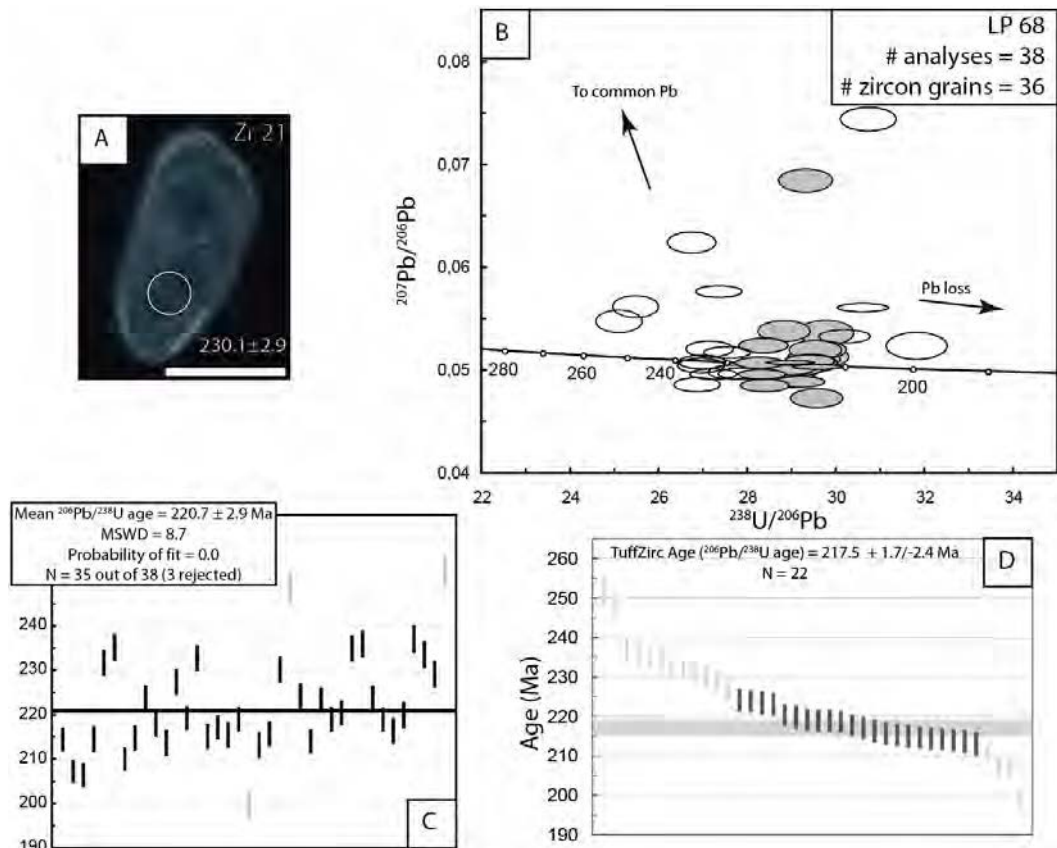 A
Zr 21
230.1±2.9
B
LP 68
# analyses = 38
# zircon grains = 36
0,08
0,07
0,06
0,05
0,04
²⁰⁷Pb/²⁰⁶Pb
To common Pb
Pb loss
280
260
240
200
22
24
26
28
30
32
34
²³⁸U/²⁰⁶Pb
Mean ²⁰⁶Pb/²³⁸U age = 220.7 ± 2.9 Ma
MSWD = 8.7
Probability of fit = 0.0
N = 35 out of 38 (3 rejected)
240
230
220
210
200
190
C
TuffZirc Age (²⁰⁶Pb/²³⁸U age) = 217.5 + 1.7/-2.4 Ma
N = 22
D
260
250
240
230
220
210
200
190
Age (Ma)